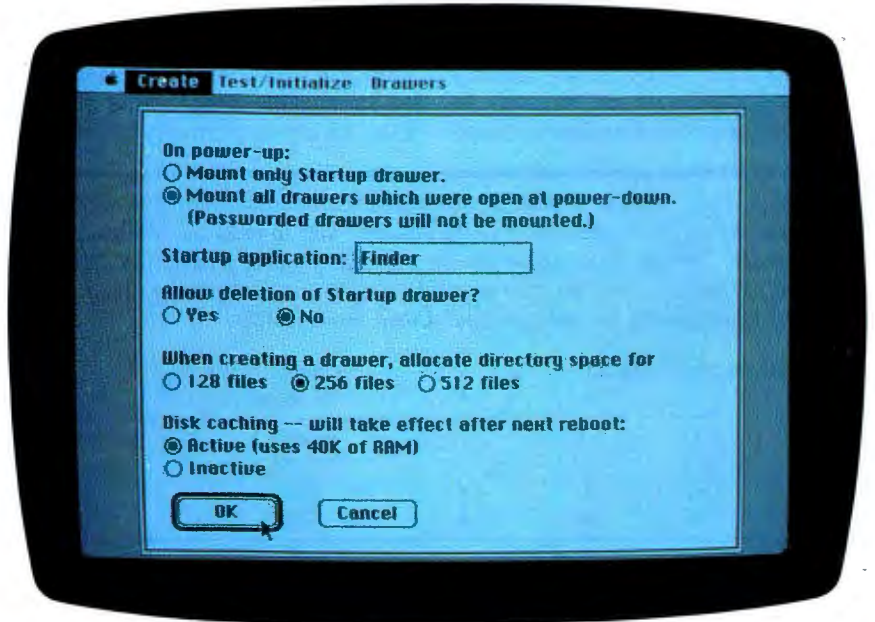 Create Test/Initialize Drawers
On power-up:
Mount only Startup drawer.
Mount all drawers which were open at power-down.
(Passworded drawers will not be mounted.)
Startup application: Finder
Allow deletion of Startup drawer?
Yes No
When creating a drawer, allocate directory space for
128 files 256 files 512 files
Disk caching -- will take effect after next reboot:
Active (uses 40K of RAM)
Inactive
OK Cancel